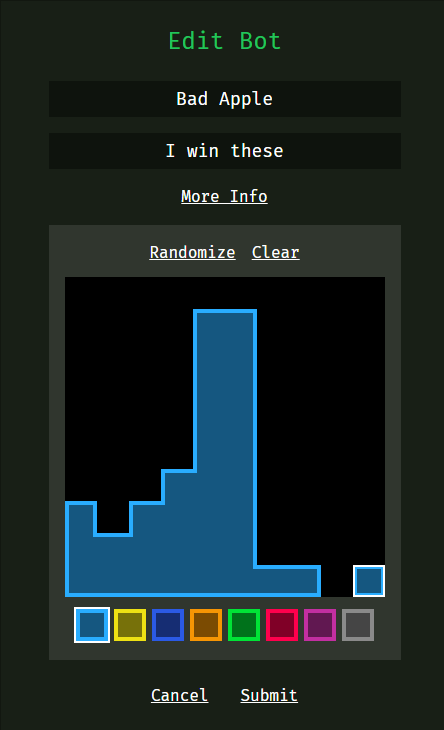 Edit Bot
Bad Apple
I win these
More Info
Randomize Clear
Cancel Submit